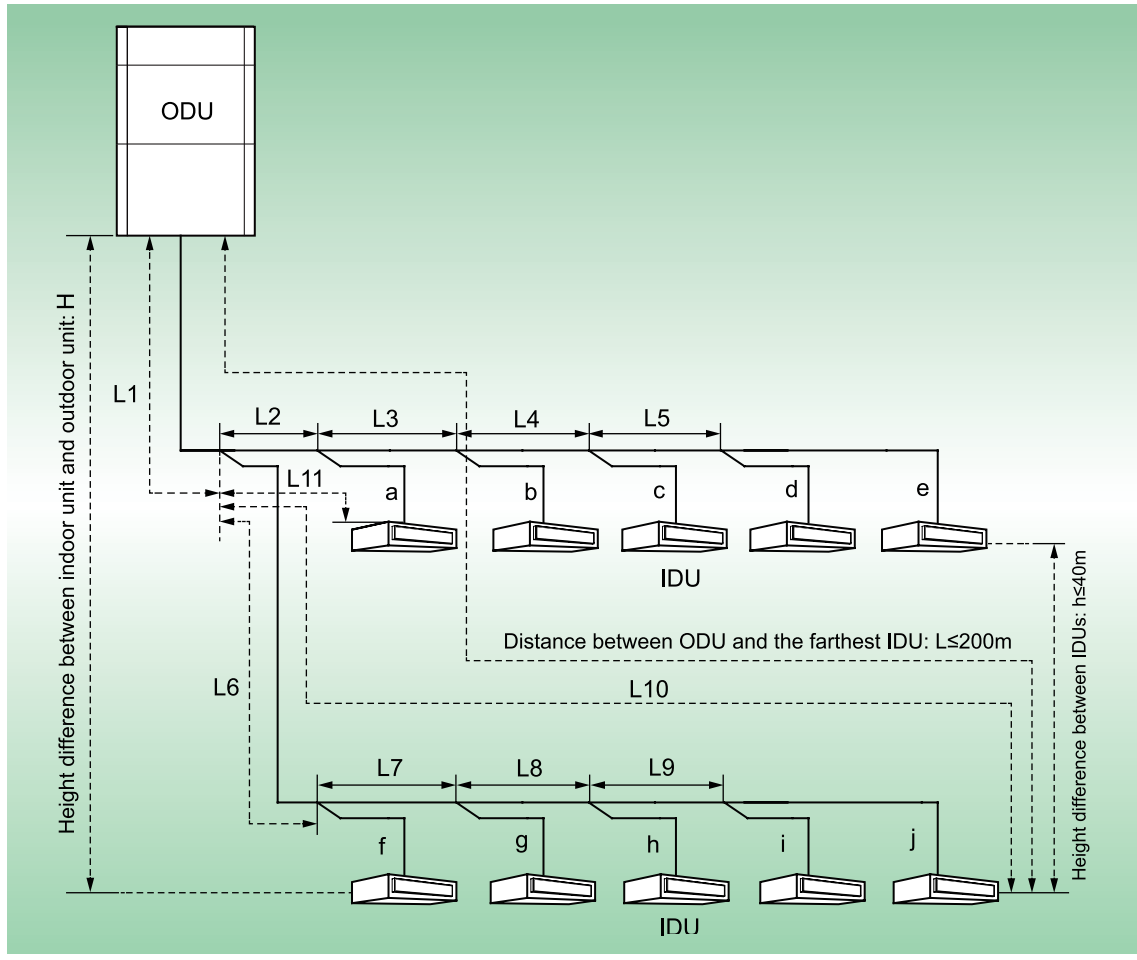 ODU
Height difference between indoor unit and outdoor unit: H
L1
L2
L3
L4
L5
L11
a
b
c
d
e
IDU
Height difference between IDUs: h≤40m
Distance between ODU and the farthest IDU: L≤200m
L6
L10
L7
L8
L9
f
g
h
i
j
IDU